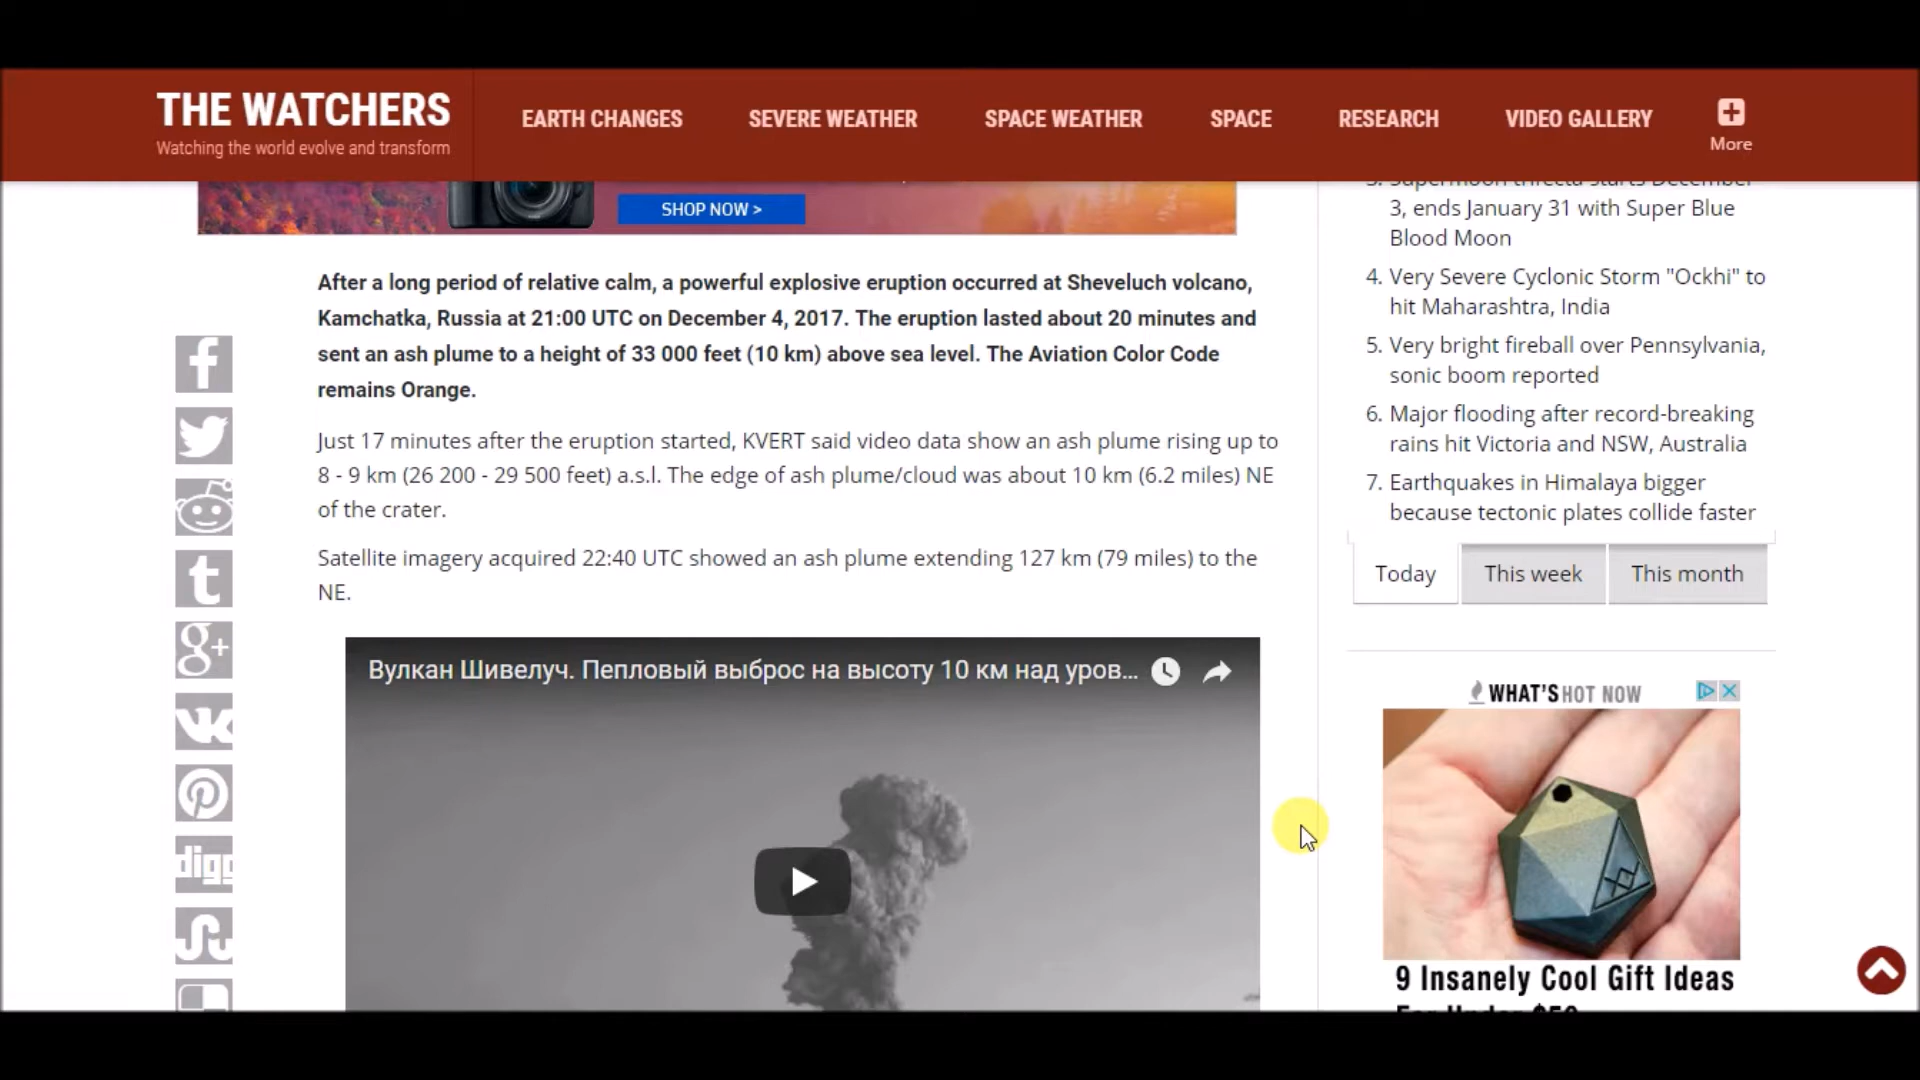 THE WATCHERS
Watching the world evolve and transform
EARTH CHANGES
SEVERE WEATHER
SPACE WEATHER
SPACE
RESEARCH
VIDEO GALLERY
More
SHOP NOW >
After a long period of relative calm, a powerful explosive eruption occurred at Sheveluch volcano,
Kamchatka, Russia at 21:00 UTC on December 4, 2017. The eruption lasted about 20 minutes and
sent an ash plume to a height of 33 000 feet (10 km) above sea level. The Aviation Color Code
remains Orange.
Just 17 minutes after the eruption started, KVERT said video data show an ash plume rising up to
8 - 9 km (26 200 - 29 500 feet) a.s.l. The edge of ash plume/cloud was about 10 km (6.2 miles) NE
of the crater.
Satellite imagery acquired 22:40 UTC showed an ash plume extending 127 km (79 miles) to the
NE.
Вулкан Шивелуч. Пепловый выброс на высоту 10 км над уров...
digg
3. Supermoon trifecta starts December
3, ends January 31 with Super Blue
Blood Moon
4. Very Severe Cyclonic Storm "Ockhi" to
hit Maharashtra, India
5. Very bright fireball over Pennsylvania,
sonic boom reported
6. Major flooding after record-breaking
rains hit Victoria and NSW, Australia
7. Earthquakes in Himalaya bigger
because tectonic plates collide faster
Today
This week
This month
WHAT'S HOT NOW
9 Insanely Cool Gift Ideas
For Under $50